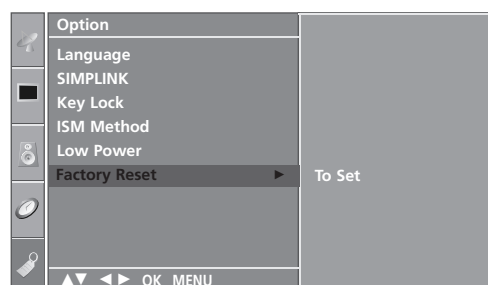 Option
Language
SIMPLINK
Key Lock
ISM Method
Low Power
Factory Reset ► To Set
▲▼ ◄► OK MENU